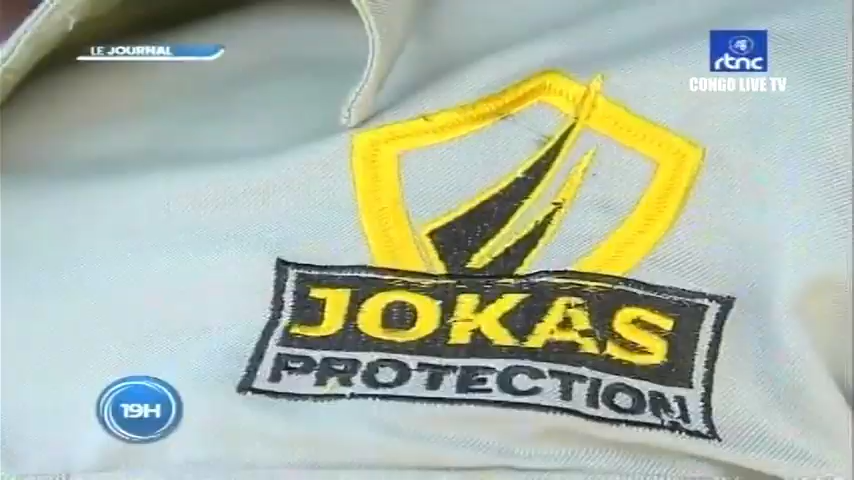 LE JOURNAL
rtnc
CONGO LIVE TV
JOKAS
PROTECTION
19H